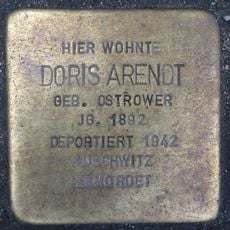 HIER WOHNTE
DORIS ARENDT
GEB. OSTROWER
JG. 1892
DEPORTIERT 1942
AUSCHWITZ
ERMORDET